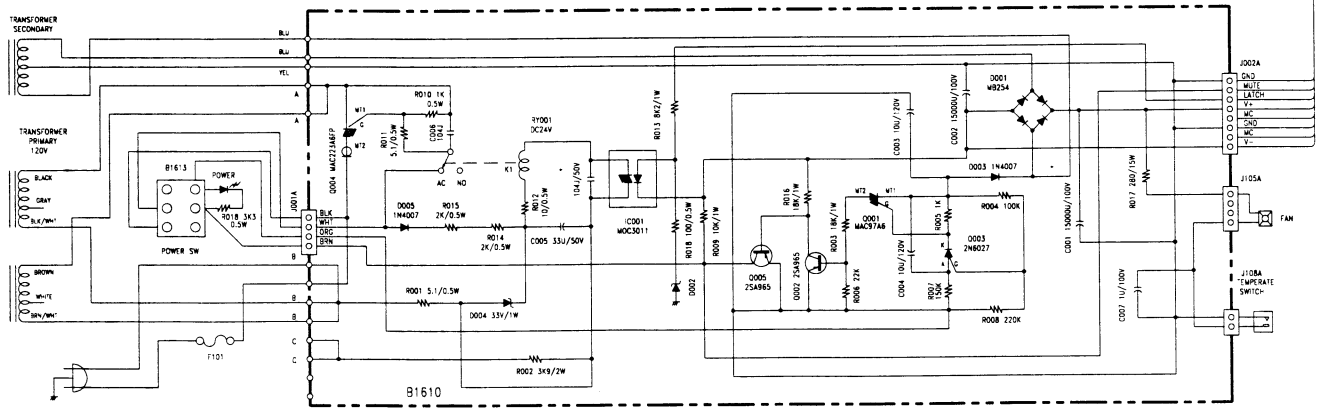 TRANSFORMER
SECONDARY
BLU
BLU
YEL
A
A
TRANSFORMER
PRIMARY
120V
BLACK
GRAY
BLK/WHT
BROWN
WHITE
BRN/WHT
B1613
POWER
R018 3K3
0.5W
POWER SW
J001A
BLK
WHT
ORG
BRN
B
B
B
C
C
F101
Q004 MAC223A6FP
MT1
G
MT2
R010 1K
0.5W
R011
5.1/0.5W
C006
104J
AC
NO
RY001
DC24V
K1
R012
10/0.5W
104J/50V
D005
1N4007
R015
2K/0.5W
R014
2K/0.5W
C005 33U/50V
R001 5.1/0.5W
D004 33V/1W
R002 3K9/2W
B1610
IC001
MOC3011
R013 8K2/1W
R018 100/0.5W
D002
R009 10K/1W
Q005
2SA965
R016
18K/1W
Q002 2SA965
R003 18K/1W
R006 22K
MT2
MT1
G
Q001
MAC97A6
C003 10U/120V
C004 10U/120V
R005 1K
Q003
2N6027
K
A
G
R007
150K
R004 100K
R008 220K
D003 1N4007
C002 15000U/100V
D001
MB254
C001 15000U/100V
R017 280/15W
C007 1U/100V
J002A
GND
MUTE
LATCH
V+
MC
GND
MC
V-
J105A
FAN
J108A
TEMPERATE
SWITCH